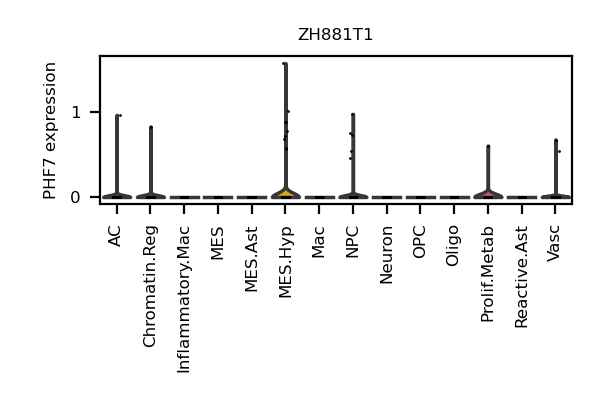 ZH881T1
PHF7 expression
1
0
AC
Chromatin.Reg
Inflammatory.Mac
MES
MES.Ast
MES.Hyp
Mac
NPC
Neuron
OPC
Oligo
Prolif.Metab
Reactive.Ast
Vasc